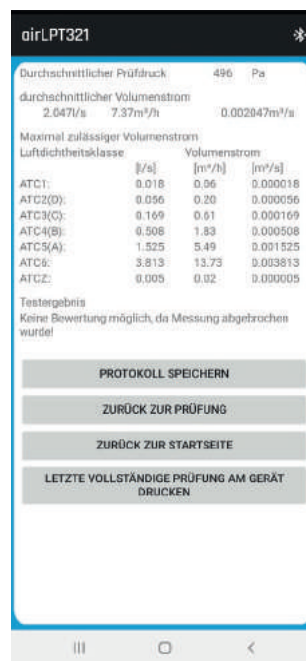 airLPT321
Durchschnittlicher Prüfdruck 496 Pa
durchschnittlicher Volumenstrom
2.047l/s 7.37m³/h 0.002047m³/s
Maximal zulässiger Volumenstrom
Luftdichtheitsklasse Volumenstrom
[l/s] [m³/h] [m³/s]
ATC1: 0.018 0.06 0.000018
ATC2(D): 0.056 0.20 0.000056
ATC3(C): 0.169 0.61 0.000169
ATC4(B): 0.508 1.83 0.000508
ATC5(A): 1.525 5.49 0.001525
ATC6: 3.813 13.73 0.003813
ATCZ: 0.005 0.02 0.000005
Testergebnis
Keine Bewertung möglich, da Messung abgebrochen
wurde!
PROTOKOLL SPEICHERN
ZURÜCK ZUR PRÜFUNG
ZURÜCK ZUR STARTSEITE
LETZTE VOLLSTÄNDIGE PRÜFUNG AM GERÄT
DRUCKEN